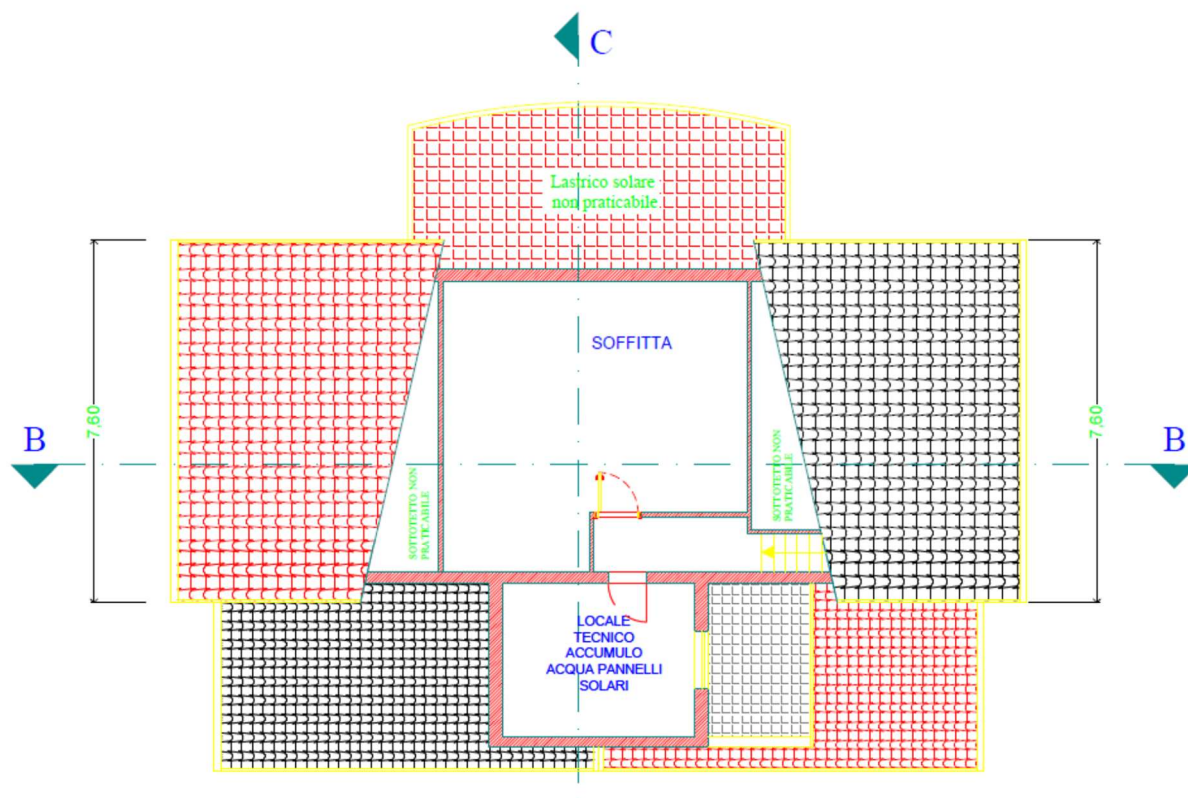 C
Lastrico solare
non praticabile
7,60
7,60
SOFFITTA
B
B
SOTTOTETTO NON
PRATICABILE
SOTTOTETTO NON
PRATICABILE
LOCALE
TECNICO
ACCUMULO
ACQUA PANNELLI
SOLARI